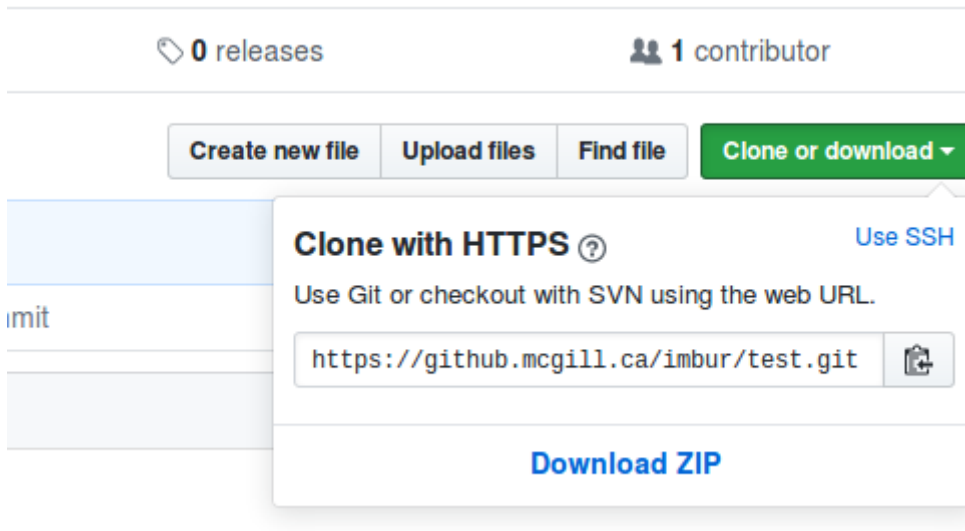 0 releases
1 contributor
Create new file
Upload files
Find file
Clone or download
Clone with HTTPS
Use SSH
Use Git or checkout with SVN using the web URL.
mit
https://github.mcgill.ca/imbur/test.git
Download ZIP